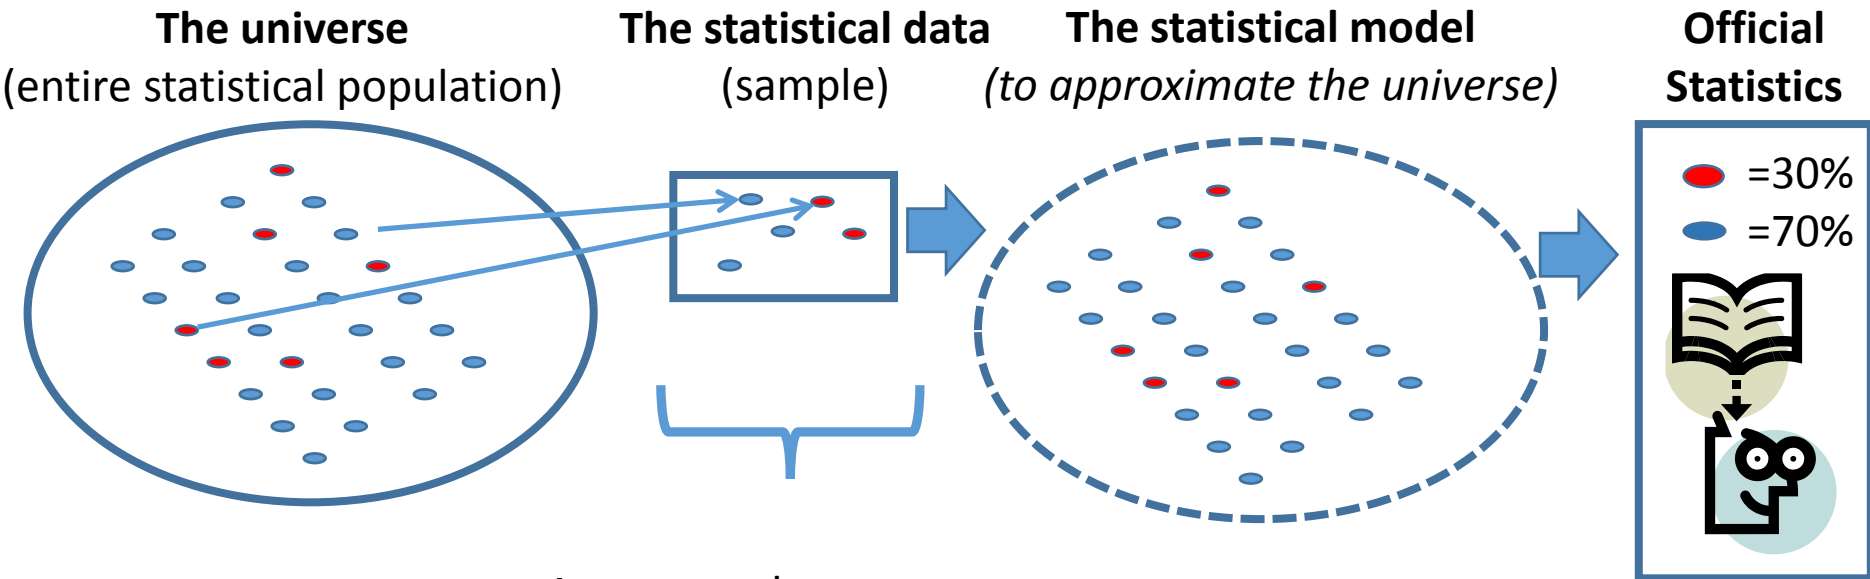 The universe
(entire statistical population)
The statistical data
(sample)
The statistical model
(to approximate the universe)
Official
Statistics
=30%
=70%